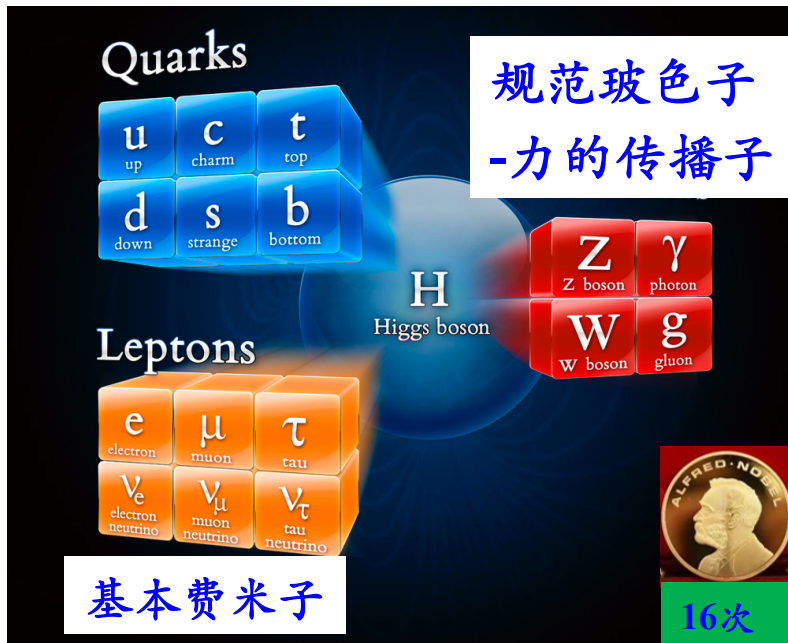 Quarks
u
up
c
charm
t
top
d
down
s
strange
b
bottom
规范玻色子
-力的传播子
H
Higgs boson
Z
Z boson
γ
photon
W
W boson
g
gluon
Leptons
e
electron
μ
muon
τ
tau
νe
electron
neutrino
νμ
muon
neutrino
ντ
tau
neutrino
基本费米子
ALFRED·NOBEL
16次